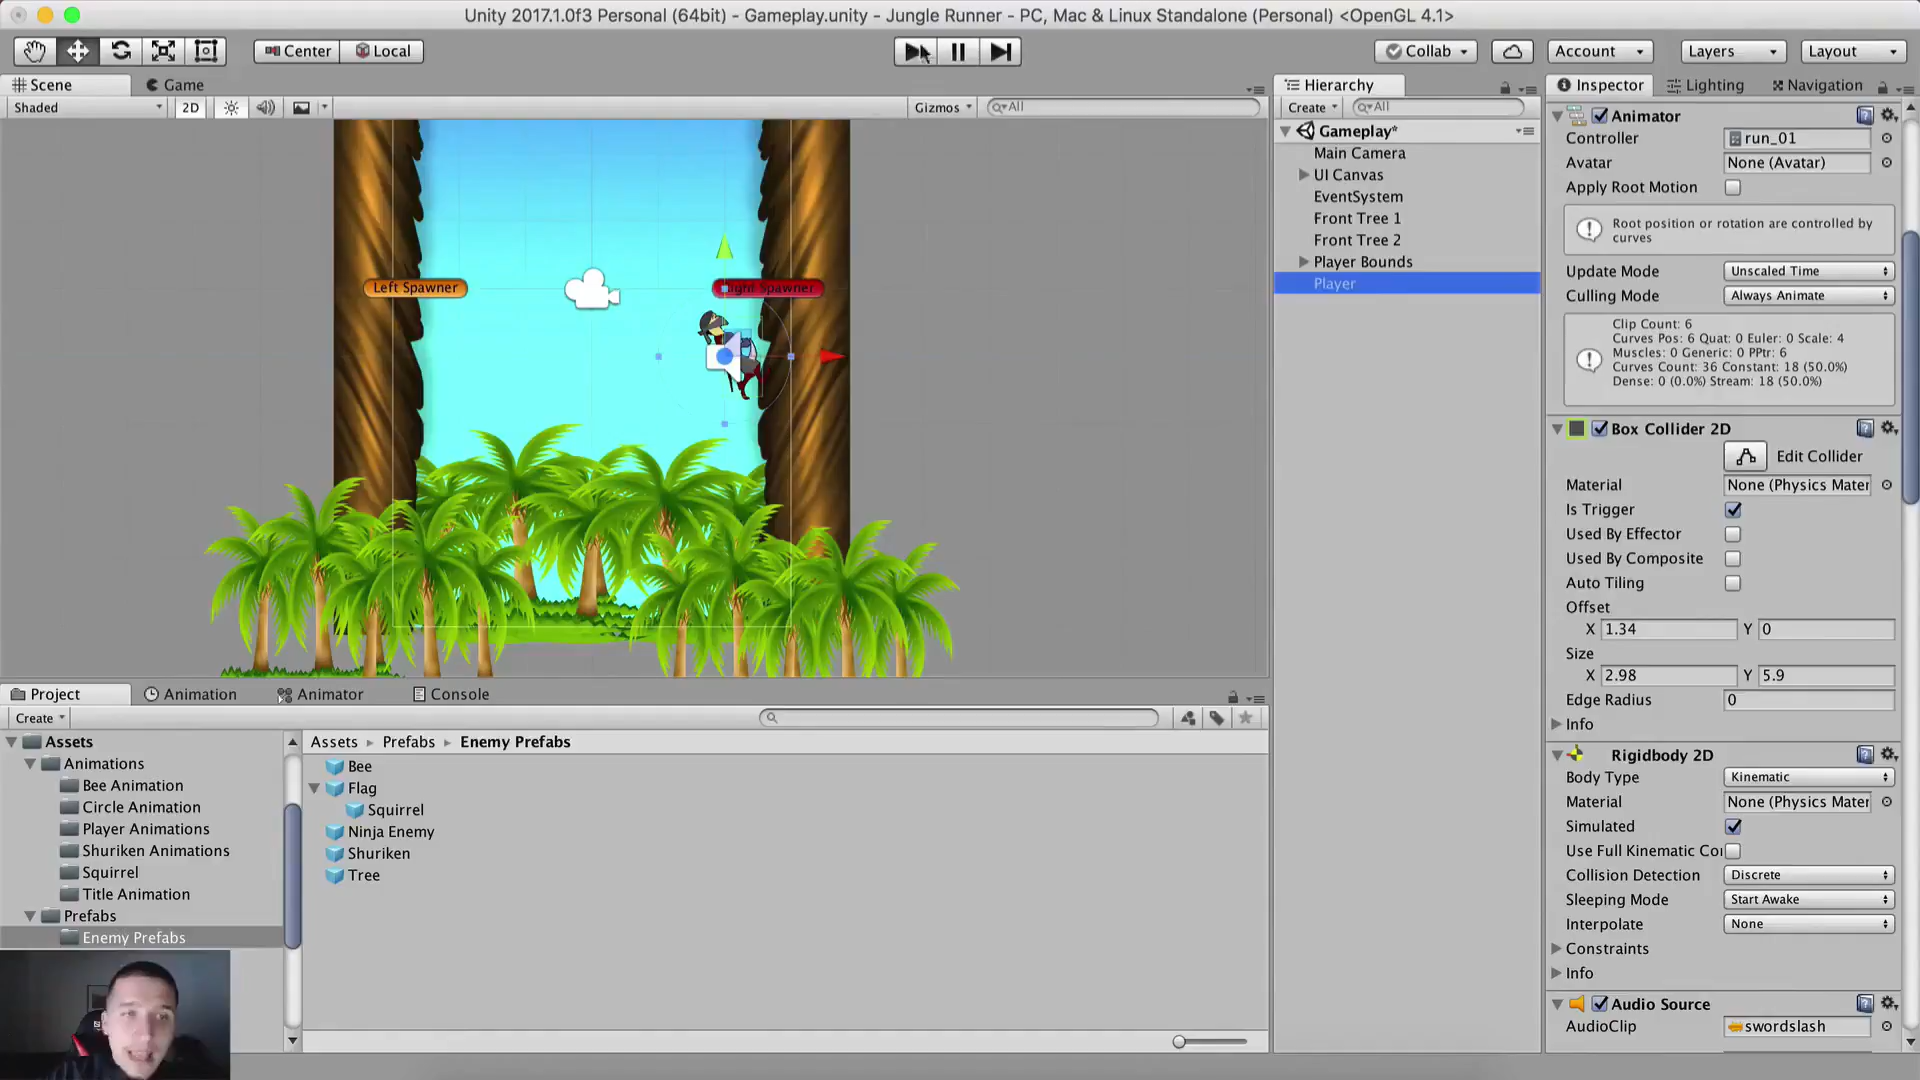 Unity 2017.1.0f3 Personal (64bit) - Gameplay.unity - Jungle Runner - PC, Mac & Linux Standalone (Personal) <OpenGL 4.1>
Center Local Collab Account Layers Layout
Scene Game
Shaded 2D Gizmos All
Left Spawner
Right Spawner
Hierarchy
Create All
Gameplay*
Main Camera
UI Canvas
EventSystem
Front Tree 1
Front Tree 2
Player Bounds
Player
Inspector Lighting Navigation
Animator
Controller run_01
Avatar None (Avatar)
Apply Root Motion
Root position or rotation are controlled by
curves
Update Mode Unscaled Time
Culling Mode Always Animate
Clip Count: 6
Curves Pos: 6 Quat: 0 Euler: 0 Scale: 4
Muscles: 0 Generic: 0 PPtr: 6
Curves Count: 36 Constant: 18 (50.0%)
Dense: 0 (0.0%) Stream: 18 (50.0%)
Box Collider 2D
Edit Collider
Material None (Physics Mater
Is Trigger
Used By Effector
Used By Composite
Auto Tiling
Offset
X 1.34 Y 0
Size
X 2.98 Y 5.9
Edge Radius 0
Info
Rigidbody 2D
Body Type Kinematic
Material None (Physics Mater
Simulated
Use Full Kinematic Co
Collision Detection Discrete
Sleeping Mode Start Awake
Interpolate None
Constraints
Info
Audio Source
AudioClip swordslash
Project Animation Animator Console
Create
Assets
Animations
Bee Animation
Circle Animation
Player Animations
Shuriken Animations
Squirrel
Title Animation
Prefabs
Enemy Prefabs
Assets Prefabs Enemy Prefabs
Bee
Flag
Squirrel
Ninja Enemy
Shuriken
Tree